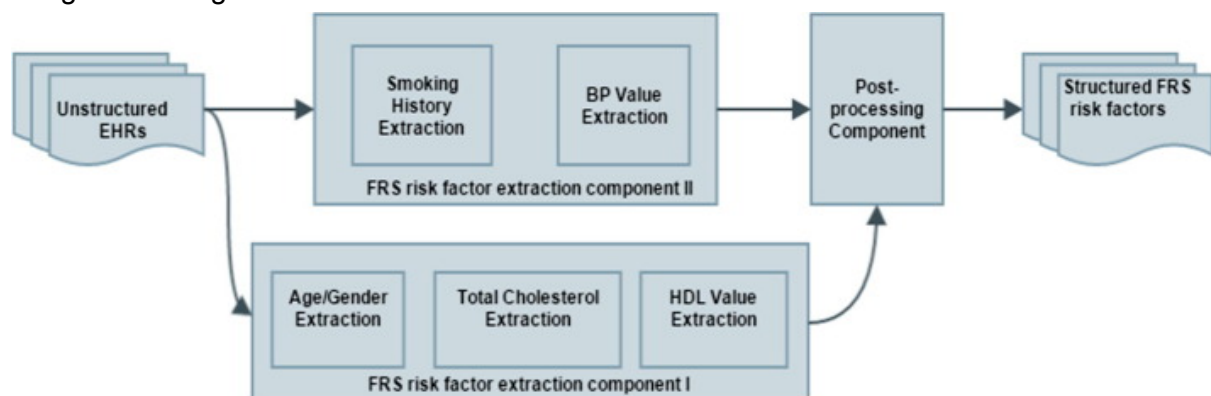 Unstructured
EHRs
Smoking
History
Extraction
BP Value
Extraction
FRS risk factor extraction component II
Post-
processing
Component
Structured FRS
risk factors
Age/Gender
Extraction
Total Cholesterol
Extraction
HDL Value
Extraction
FRS risk factor extraction component I